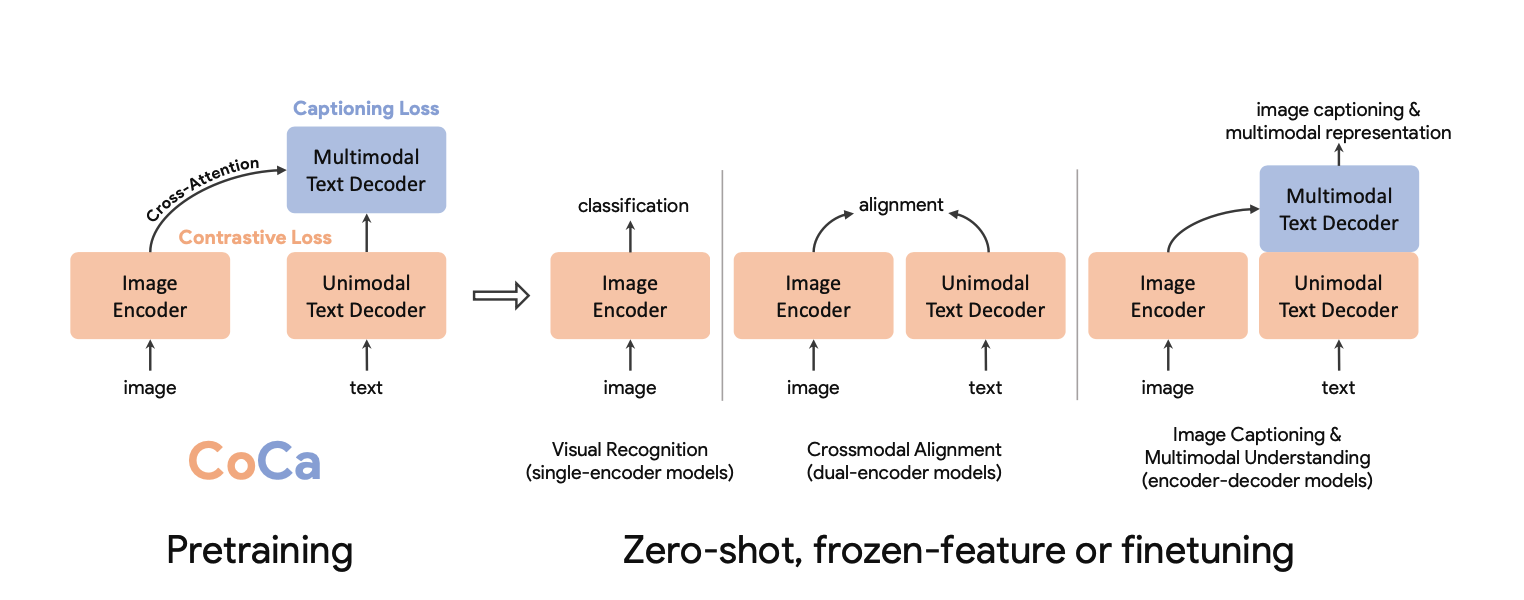 Captioning Loss
Multimodal
Text Decoder
Cross-Attention
Contrastive Loss
Image
Encoder
Unimodal
Text Decoder
image
text
CoCa
Pretraining
classification
Image
Encoder
image
Visual Recognition
(single-encoder models)
alignment
Image
Encoder
Unimodal
Text Decoder
image
text
Crossmodal Alignment
(dual-encoder models)
image captioning &
multimodal representation
Multimodal
Text Decoder
Image
Encoder
Unimodal
Text Decoder
image
text
Image Captioning &
Multimodal Understanding
(encoder-decoder models)
Zero-shot, frozen-feature or finetuning